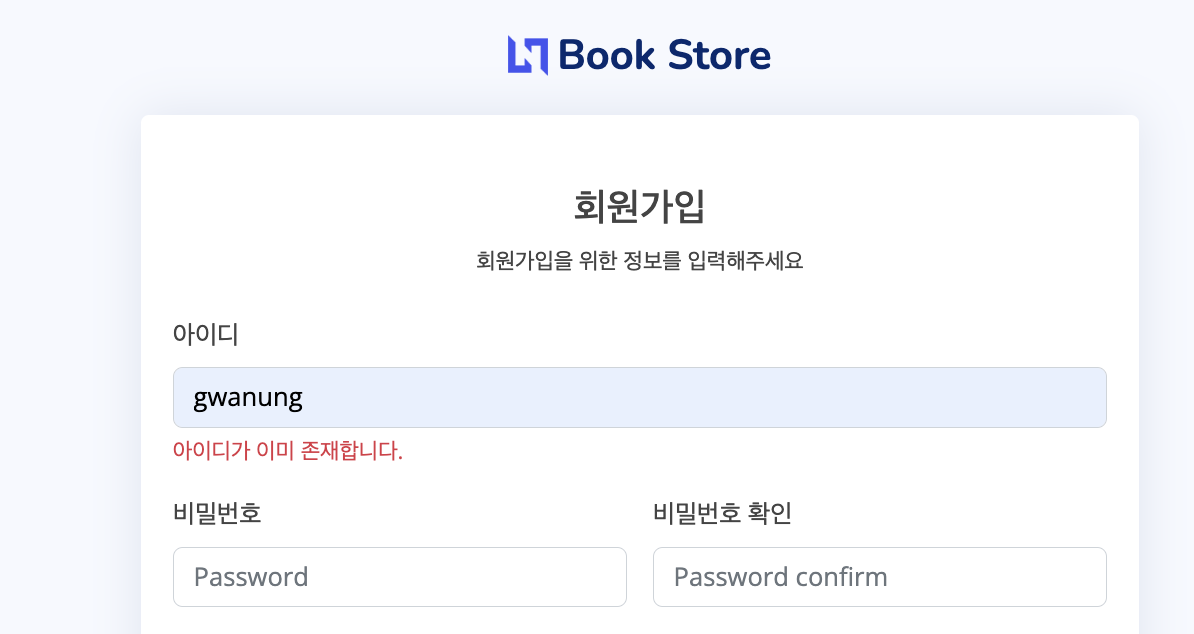 Book Store
회원가입
회원가입을 위한 정보를 입력해주세요
아이디
gwanung
아이디가 이미 존재합니다.
비밀번호 비밀번호 확인
Password Password confirm